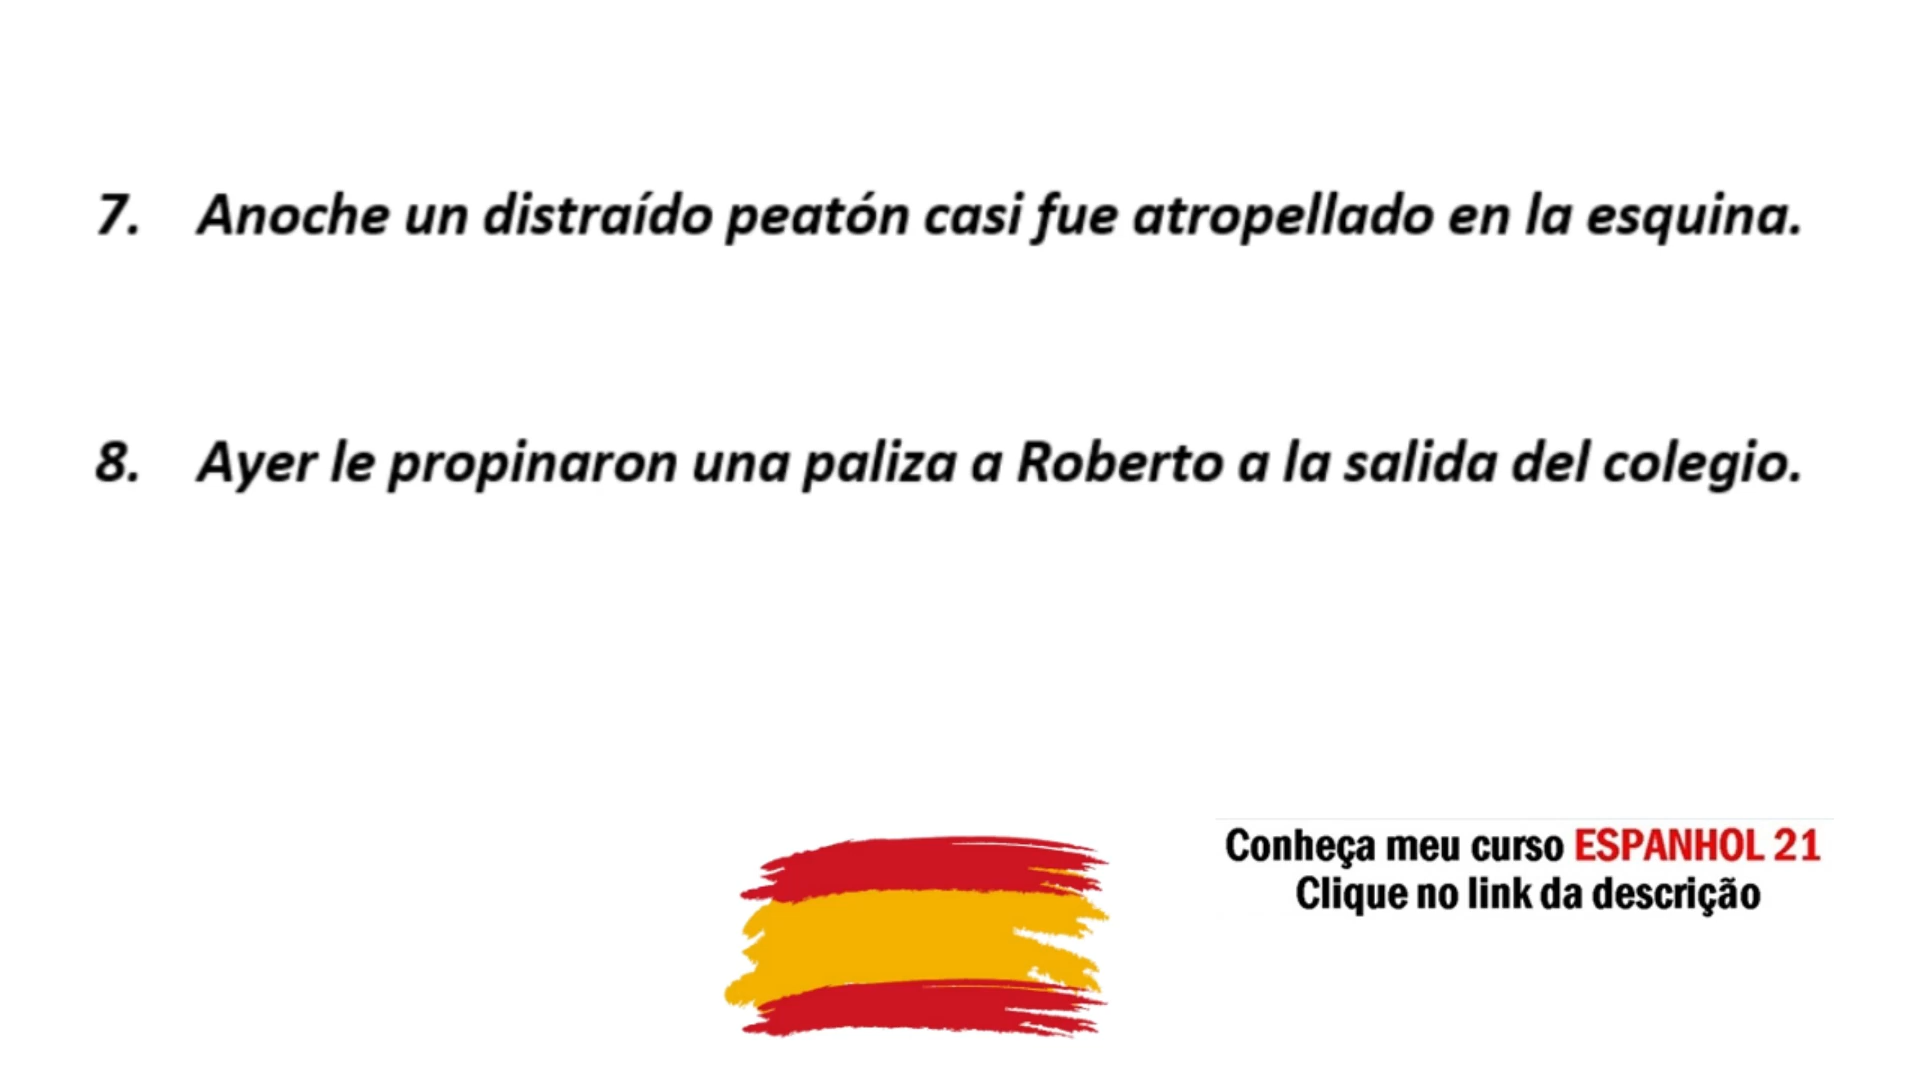 7. Anoche un distraído peatón casi fue atropellado en la esquina.
8. Ayer le propinaron una paliza a Roberto a la salida del colegio.
Conheça meu curso ESPANHOL 21
Clique no link da descrição